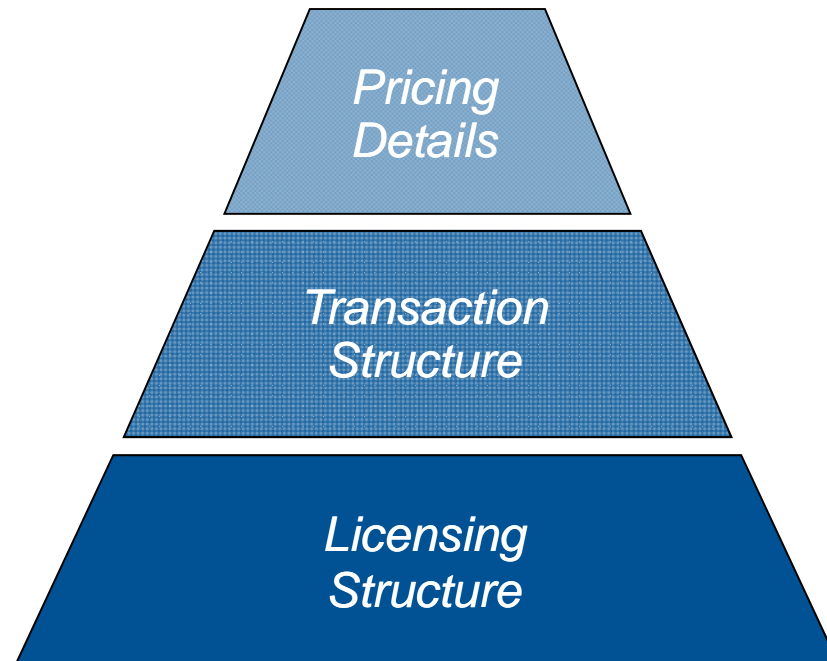 Pricing
Details
Transaction
Structure
Licensing
Structure